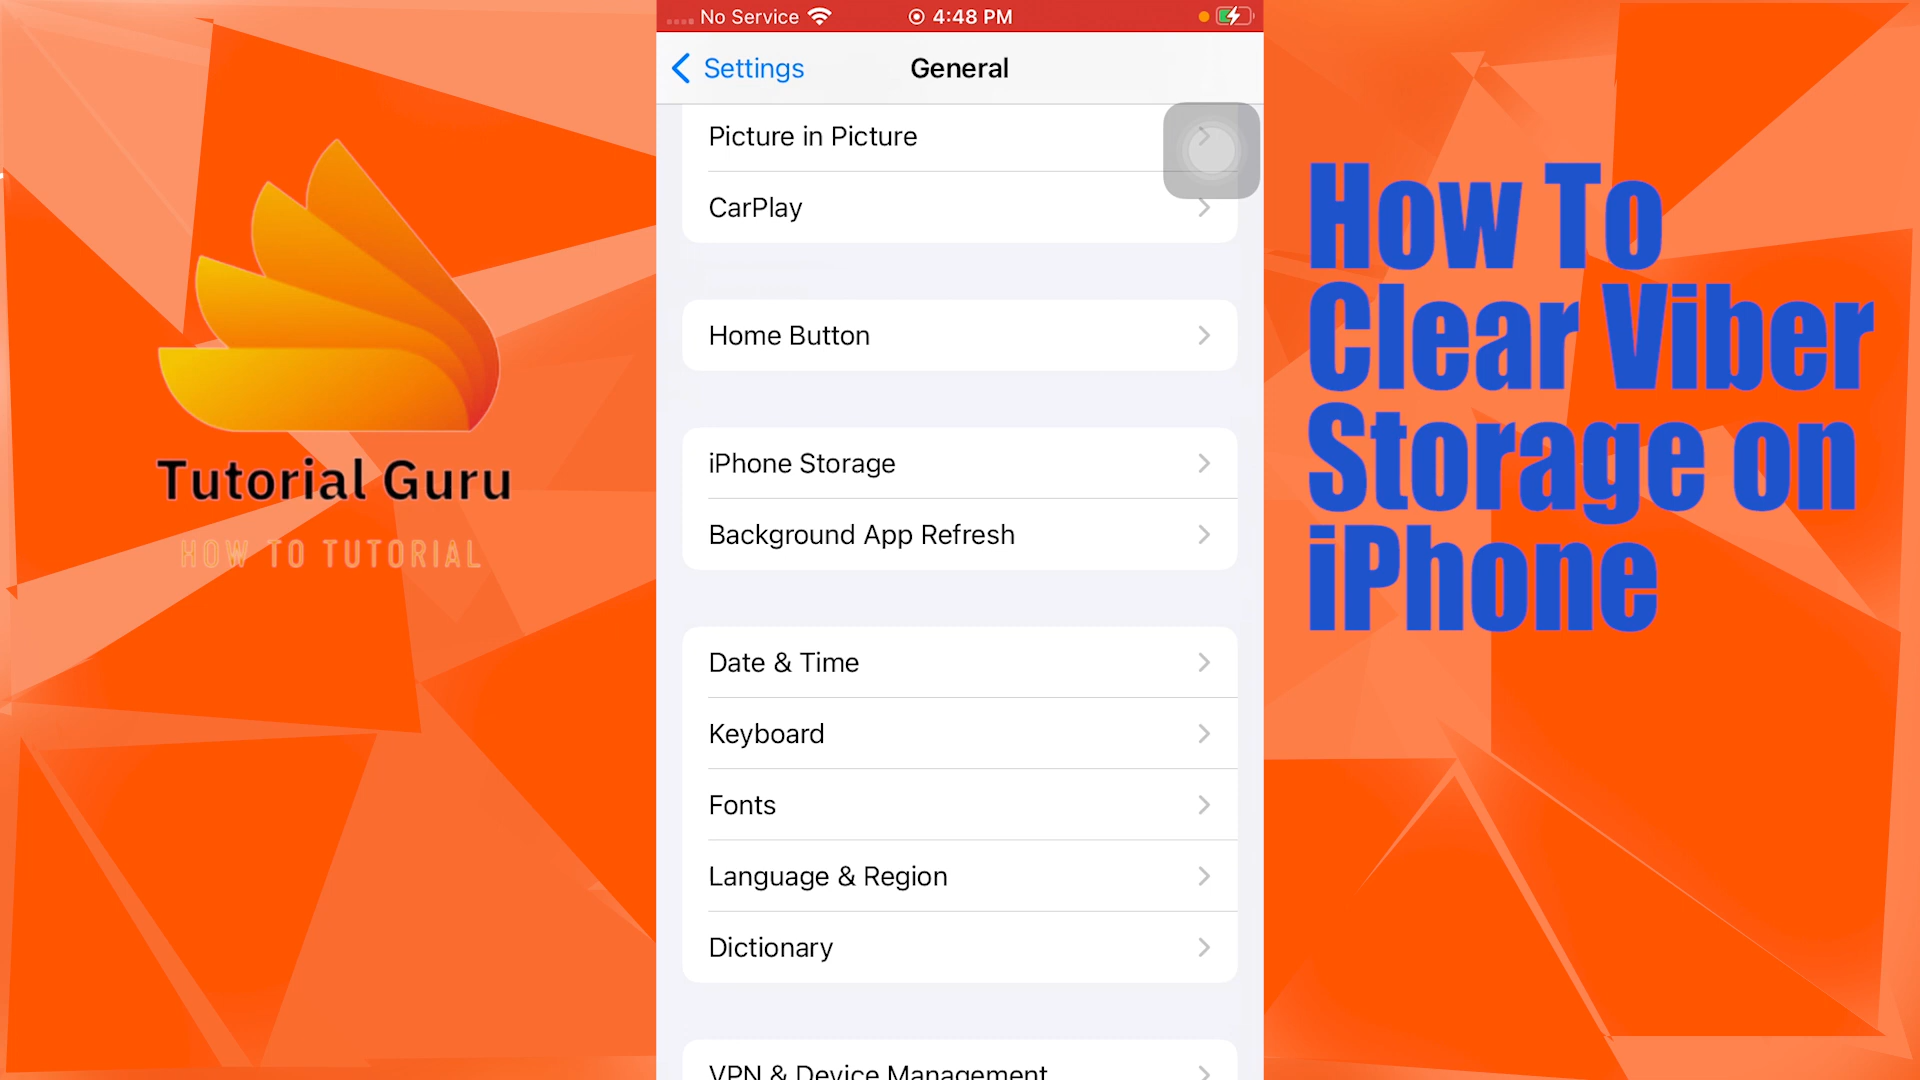 No Service
4:48 PM
Settings
General
Picture in Picture
CarPlay
Home Button
iPhone Storage
Background App Refresh
Date & Time
Keyboard
Fonts
Language & Region
Dictionary
VPN & Device Management
Tutorial Guru
HOW TO TUTORIAL
How To
Clear Viber
Storage on
iPhone